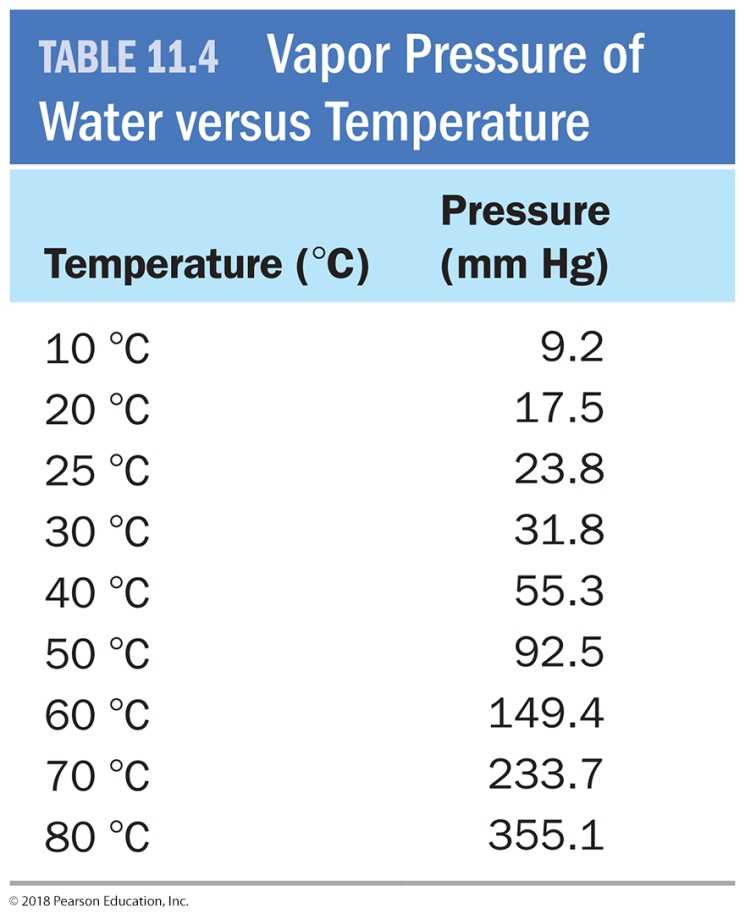 TABLE 11.4 Vapor Pressure of
Water versus Temperature
Pressure
Temperature (°C) (mm Hg)
10 °C 9.2
20 °C 17.5
25 °C 23.8
30 °C 31.8
40 °C 55.3
50 °C 92.5
60 °C 149.4
70 °C 233.7
80 °C 355.1
© 2018 Pearson Education, Inc.